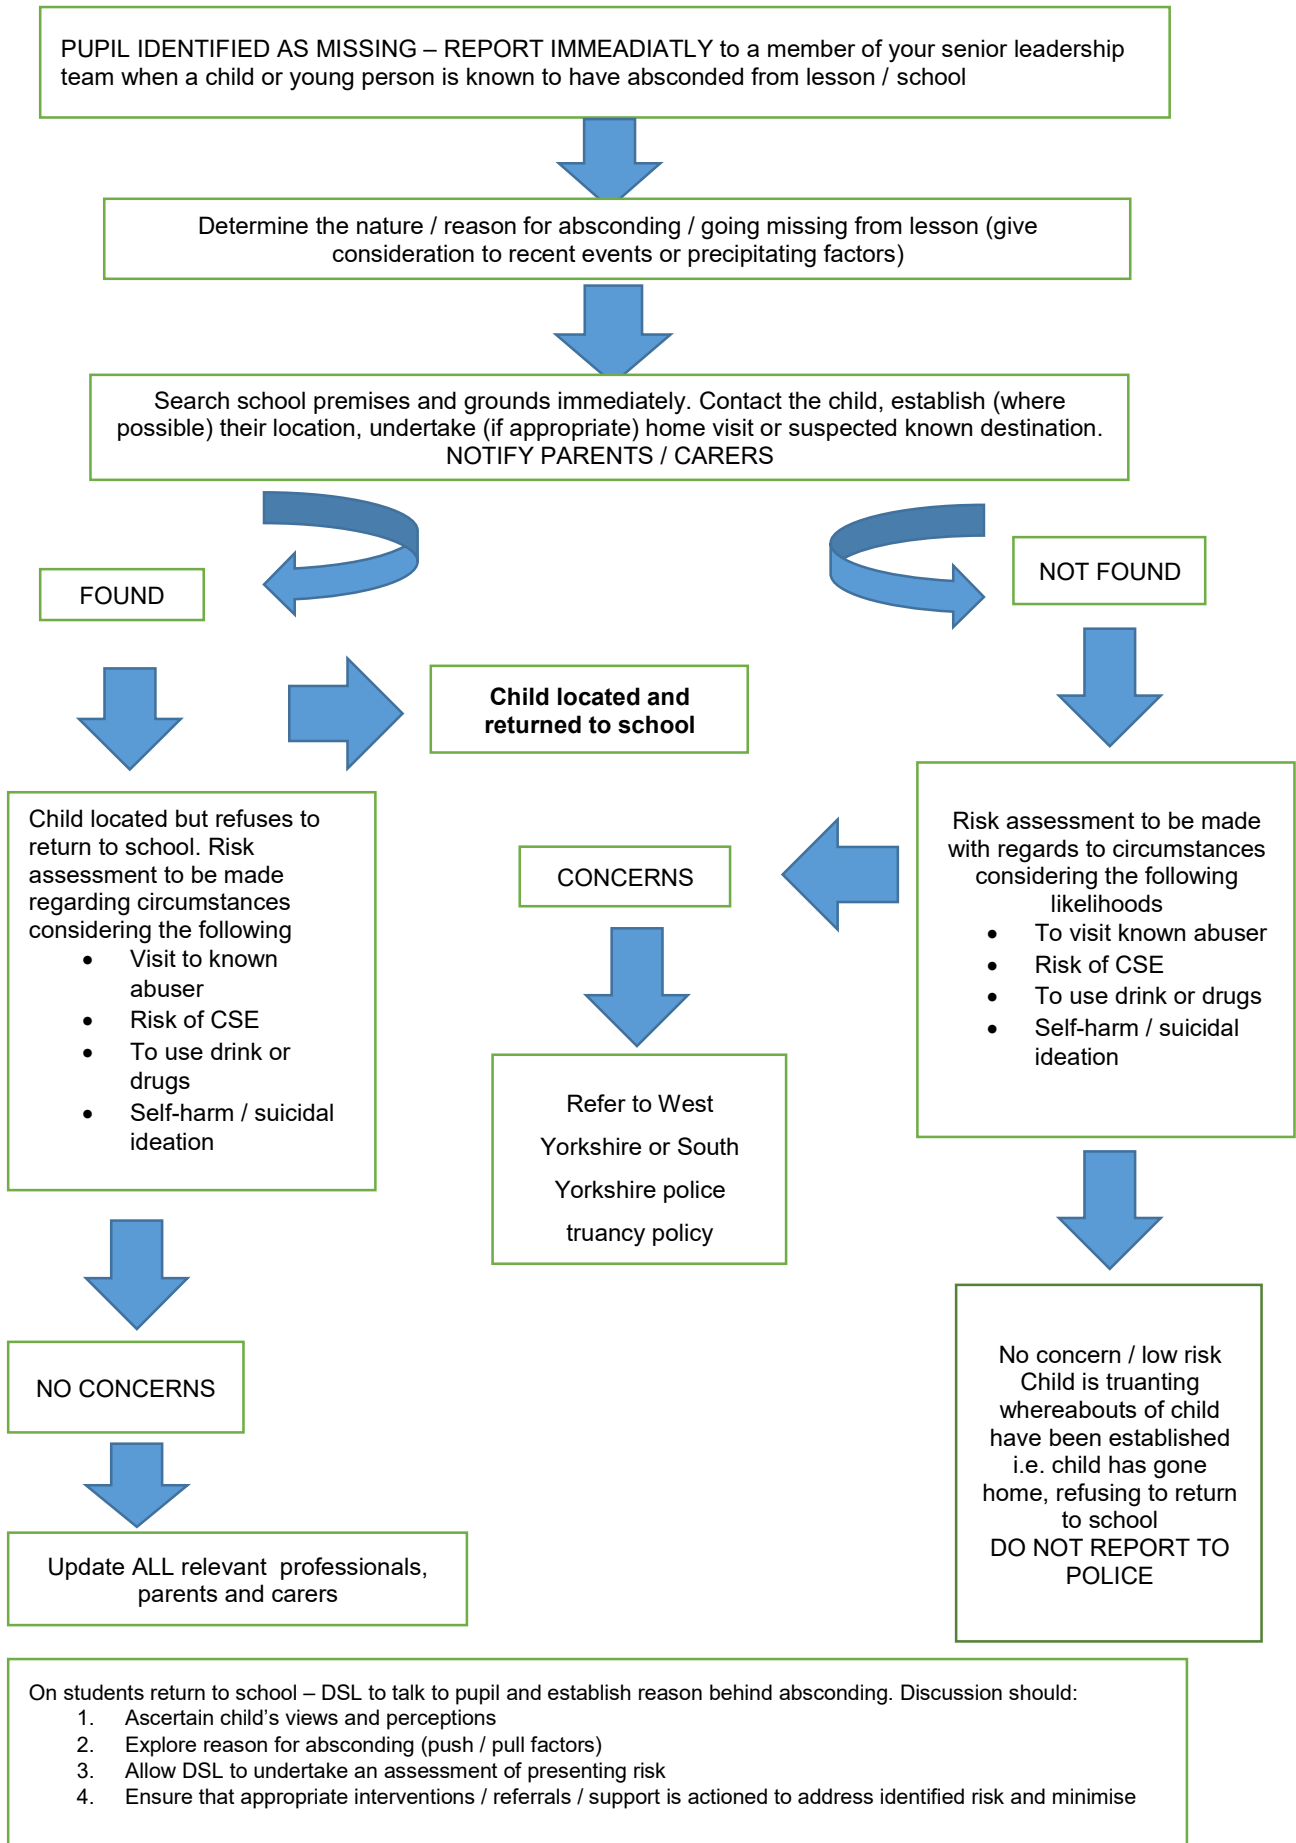 PUPIL IDENTIFIED AS MISSING – REPORT IMMEADIATLY to a member of your senior leadership
team when a child or young person is known to have absconded from lesson / school
Determine the nature / reason for absconding / going missing from lesson (give
consideration to recent events or precipitating factors)
Search school premises and grounds immediately. Contact the child, establish (where
possible) their location, undertake (if appropriate) home visit or suspected known destination.
NOTIFY PARENTS / CARERS
FOUND
NOT FOUND
Child located and
returned to school
Child located but refuses to
return to school. Risk
assessment to be made
regarding circumstances
considering the following
• Visit to known
abuser
• Risk of CSE
• To use drink or
drugs
• Self-harm / suicidal
ideation
CONCERNS
Risk assessment to be made
with regards to circumstances
considering the following
likelihoods
• To visit known abuser
• Risk of CSE
• To use drink or drugs
• Self-harm / suicidal
ideation
Refer to West
Yorkshire or South
Yorkshire police
truancy policy
NO CONCERNS
No concern / low risk
Child is truanting
whereabouts of child
have been established
i.e. child has gone
home, refusing to return
to school
DO NOT REPORT TO
POLICE
Update ALL relevant professionals,
parents and carers
On students return to school – DSL to talk to pupil and establish reason behind absconding. Discussion should:
1. Ascertain child's views and perceptions
2. Explore reason for absconding (push / pull factors)
3. Allow DSL to undertake an assessment of presenting risk
4. Ensure that appropriate interventions / referrals / support is actioned to address identified risk and minimise